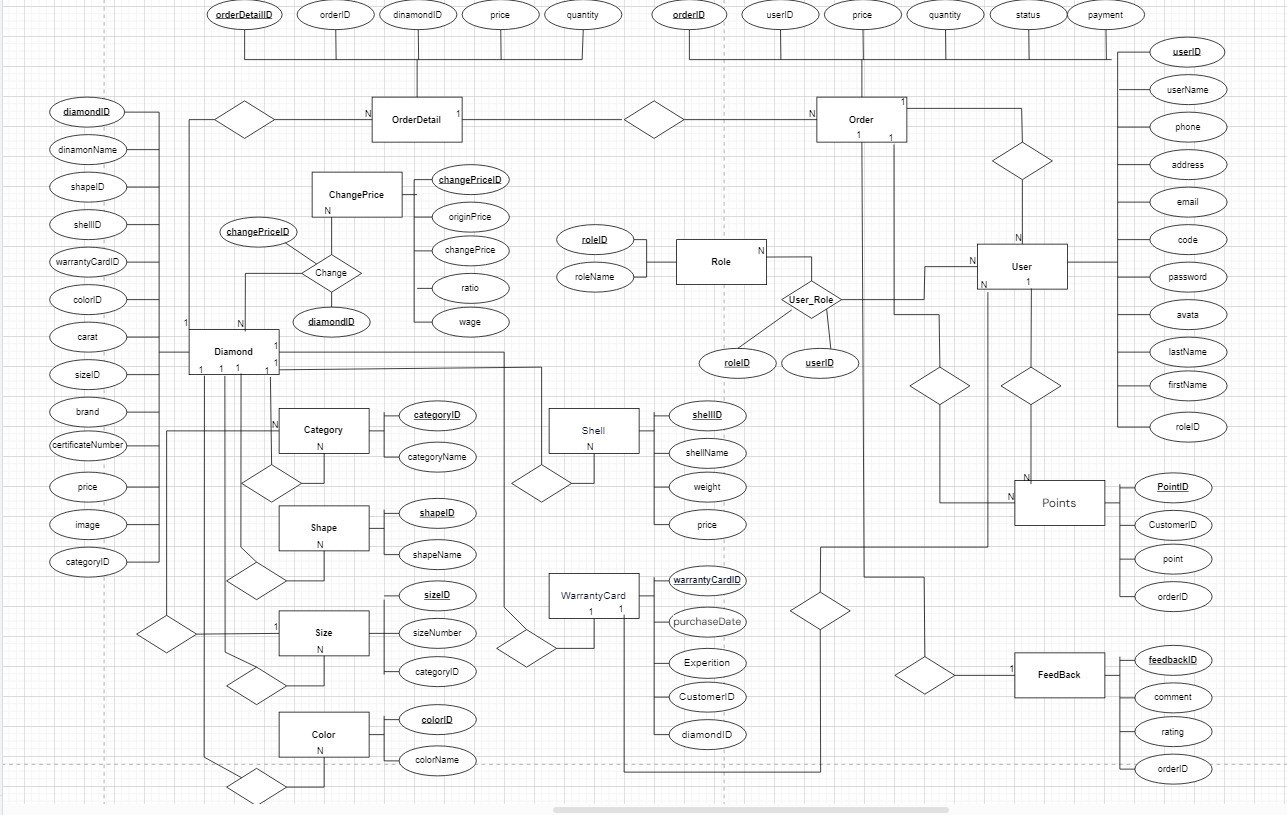 orderDetailID
orderID
dinamondID
price
quantity
orderID
userID
price
quantity
status
payment
userID
userName
phone
address
email
code
password
avata
lastName
firstName
roleID
diamondID
dinamonName
shapeID
shellID
warrantyCardID
colorID
carat
sizeID
brand
certificateNumber
price
image
categoryID
N
OrderDetail
1
N
Order
1
1
1
ChangePrice
N
changePriceID
originPrice
changePrice
ratio
wage
changePriceID
Change
diamondID
roleID
roleName
Role
N
User_Role
roleID
userID
N
N
User
N
1
1
N
Diamond
1
1
1
1
1
1
N
Category
N
categoryID
categoryName
Shape
N
shapeID
shapeName
1
Size
N
sizeID
sizeNumber
categoryID
Color
N
colorID
colorName
Shell
N
shellID
shellName
weight
price
WarrantyCard
1
1
warrantyCardID
purchaseDate
Experition
CustomerID
diamondID
N
N
Points
PointID
CustomerID
point
orderID
1
FeedBack
feedbackID
comment
rating
orderID